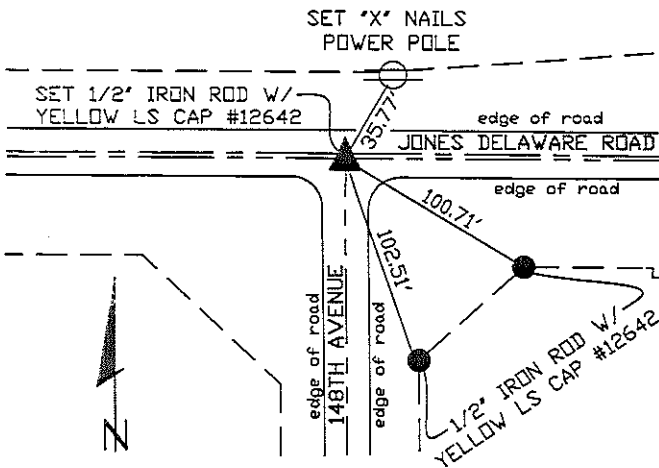 SET "X" NAILS
POWER POLE
SET 1/2" IRON ROD W/
YELLOW LS CAP #12642
35.77'
edge of road
JONES DELAWARE ROAD
edge of road
100.71'
102.51'
edge of road
148TH AVENUE
edge of road
1/2" IRON ROD W/
YELLOW LS CAP #12642
N